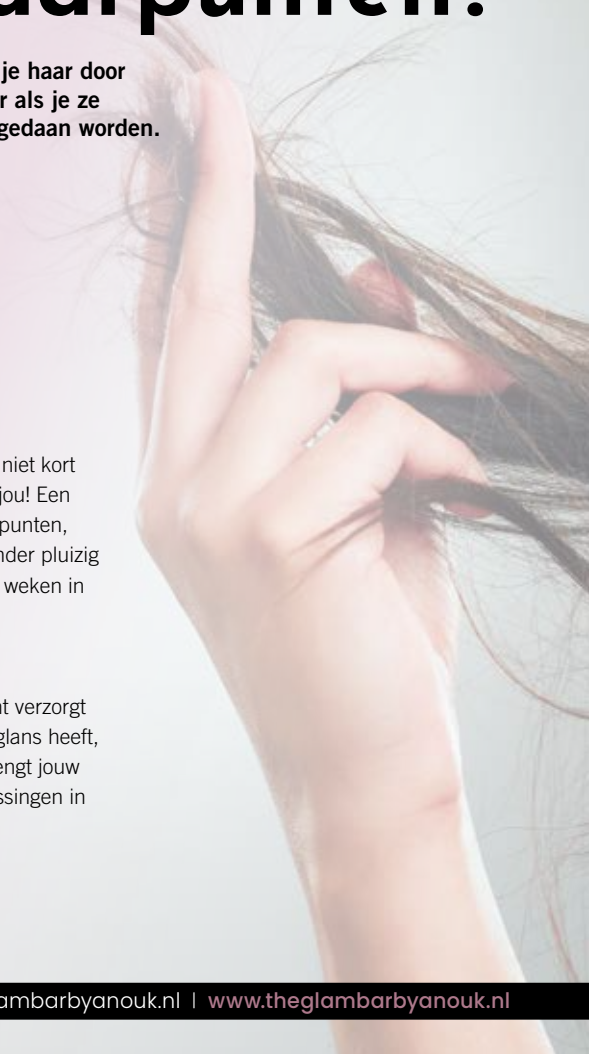 aarpunten?
je haar door
r als je ze
gedaan worden.
niet kort
jou! Een
punten,
nder pluizig
weken in
nt verzorgt
glans heeft,
engt jouw
ssingen in
ambarbyanouk.nl | www.theglambarbyanouk.nl